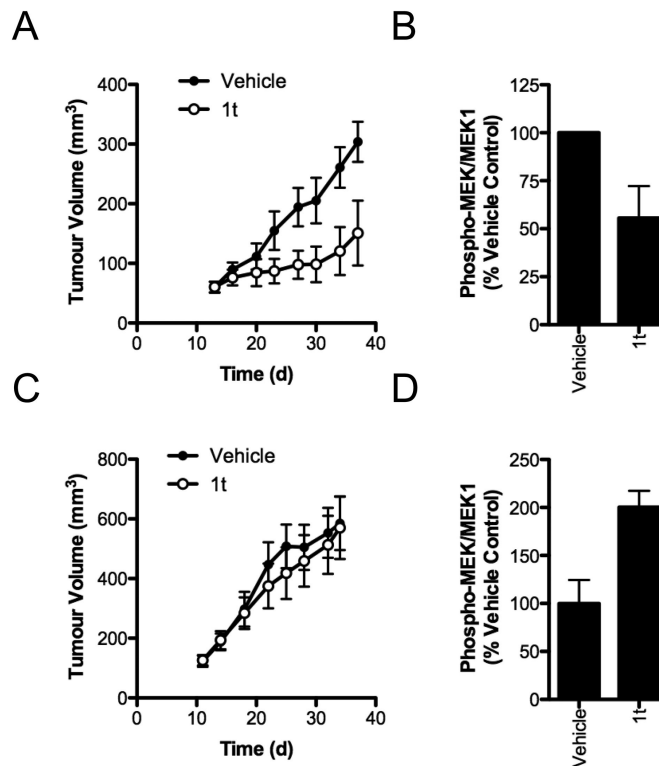 A
Vehicle
1t
Tumour Volume (mm³)
400
300
200
100
0
0 10 20 30 40
Time (d)
B
Phospho-MEK/MEK1
(% Vehicle Control)
125
100
75
50
25
0
Vehicle 1t
C
Vehicle
1t
Tumour Volume (mm³)
800
600
400
200
0
0 10 20 30 40
Time (d)
D
Phospho-MEK/MEK1
(% Vehicle Control)
250
200
150
100
50
0
Vehicle 1t